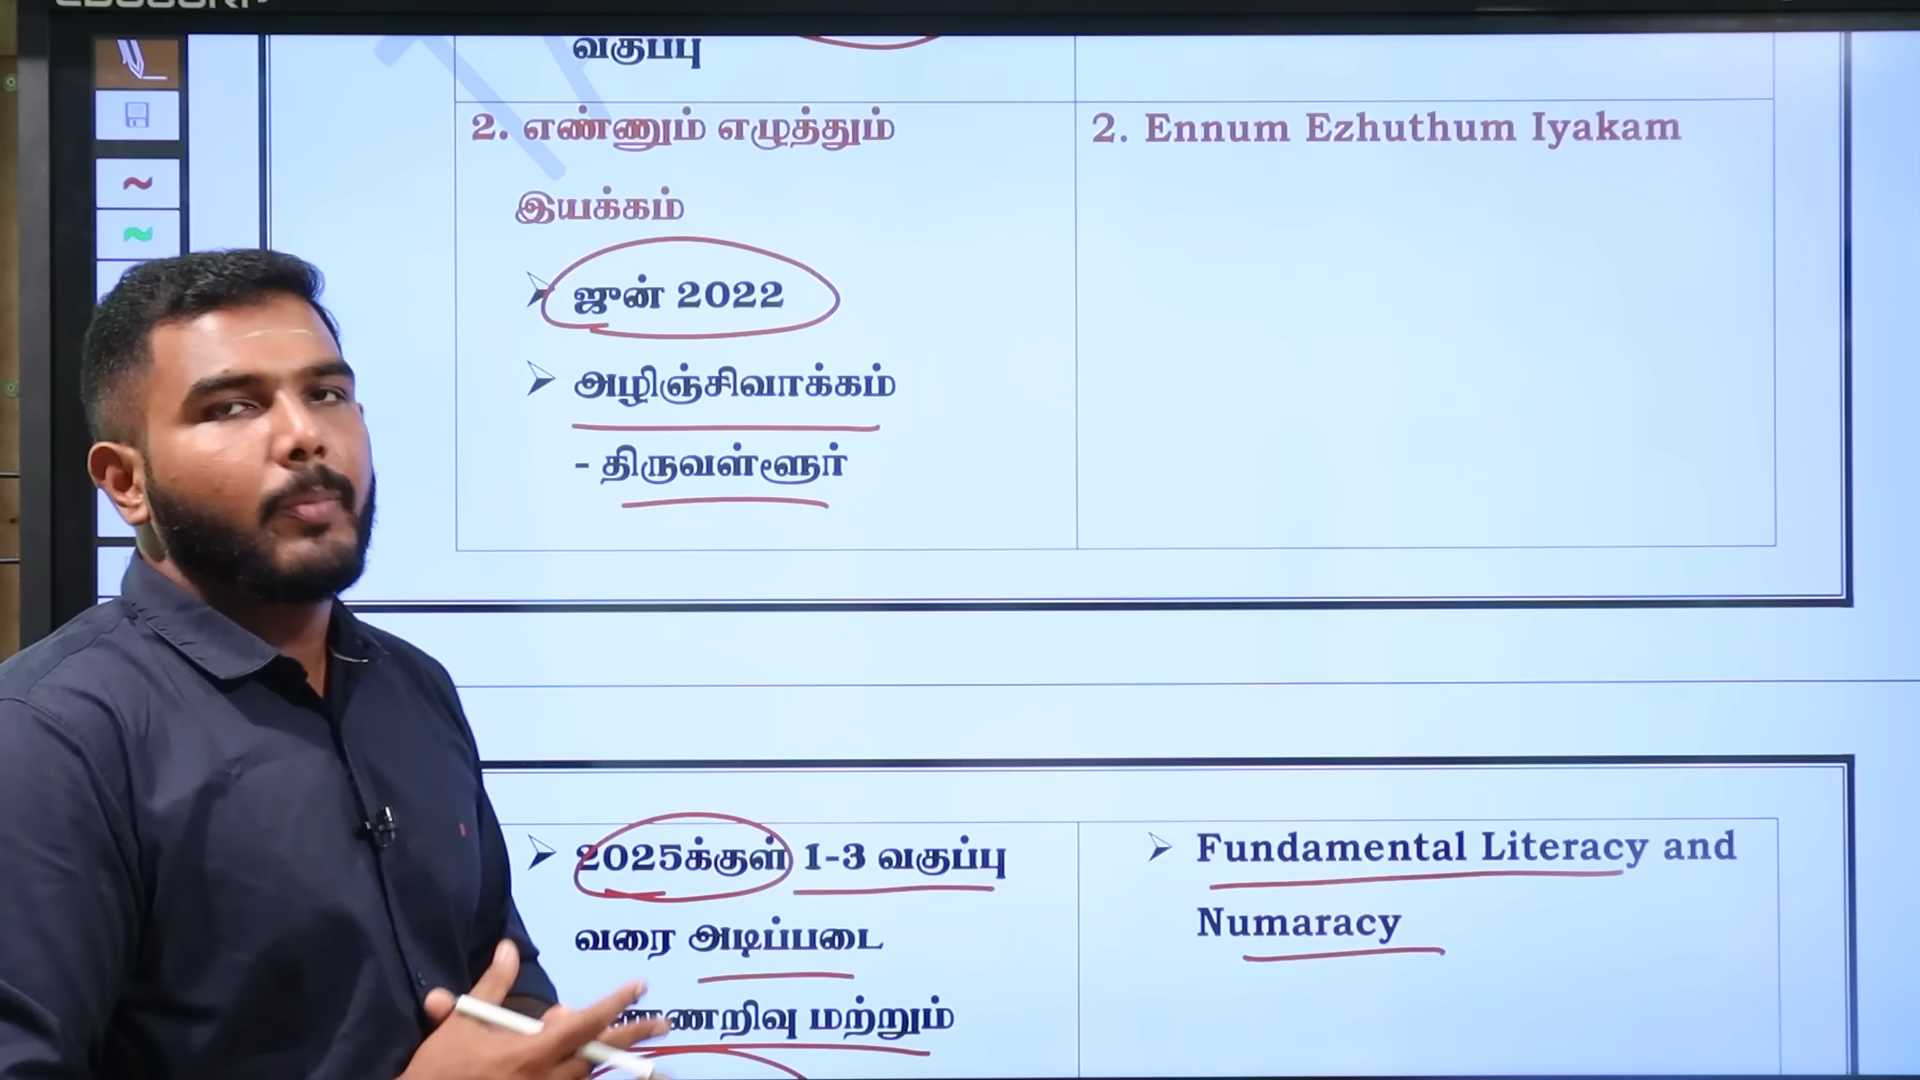 வகுப்பு
2. எண்ணும் எழுத்தும்
இயக்கம்
ஜுன் 2022
அழிஞ்சிவாக்கம்
- திருவள்ளூர்
2. Ennum Ezhuthum Iyakam
2025க்குள் 1-3 வகுப்பு
வரை அடிப்படை
மற்றும்
Fundamental Literacy and
Numaracy